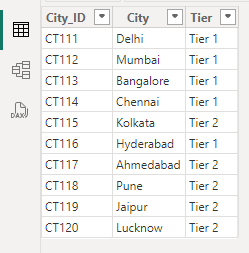 City_ID City Tier
CT111 Delhi Tier 1
CT112 Mumbai Tier 1
CT113 Bangalore Tier 1
CT114 Chennai Tier 1
CT115 Kolkata Tier 2
CT116 Hyderabad Tier 1
CT117 Ahmedabad Tier 2
CT118 Pune Tier 2
CT119 Jaipur Tier 2
CT120 Lucknow Tier 2
DAX